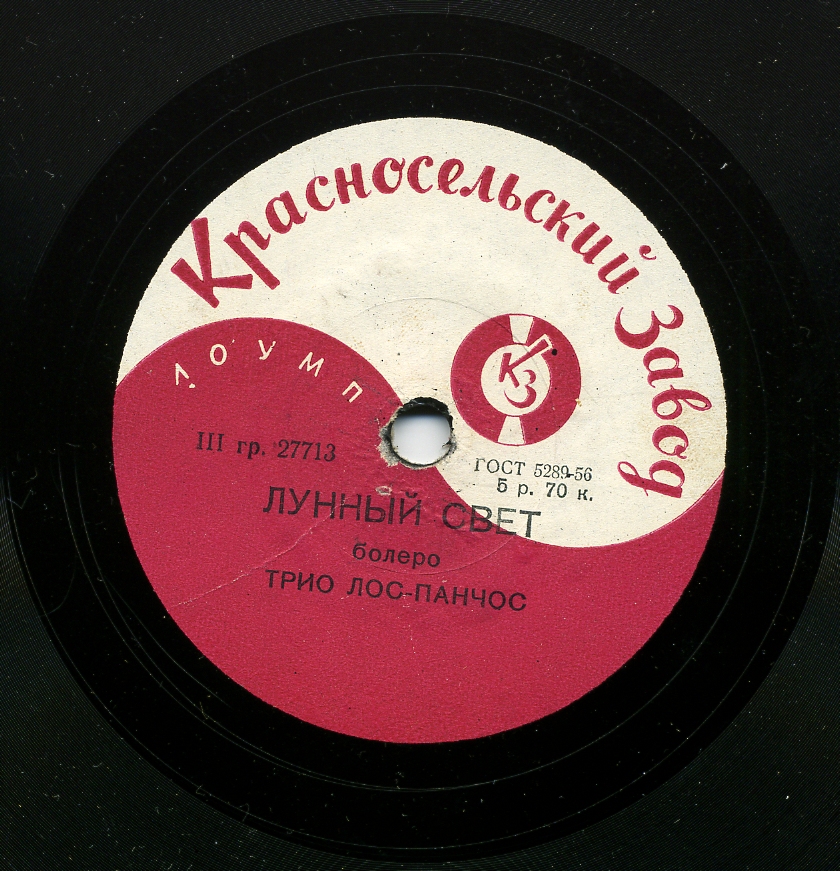 Красносельский Завод
ЛОУМП
КЗ
III гр. 27713
ГОСТ 5289-56
5 р. 70 к.
ЛУННЫЙ СВЕТ
болеро
ТРИО ЛОС-ПАНЧОС